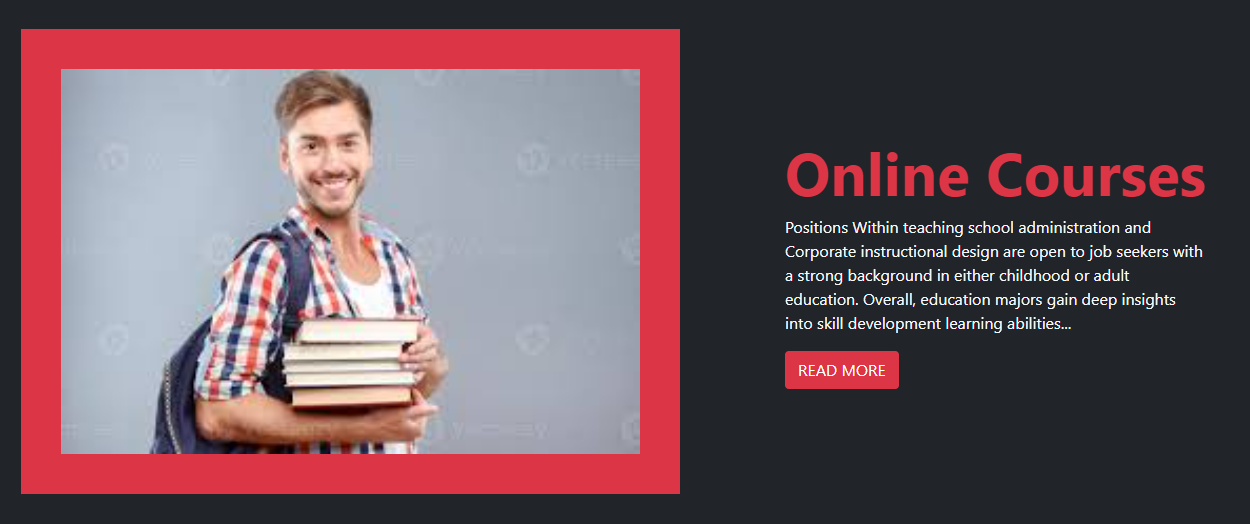 Online Courses
Positions Within teaching school administration and
Corporate instructional design are open to job seekers with
a strong background in either childhood or adult
education. Overall, education majors gain deep insights
into skill development learning abilities...
READ MORE